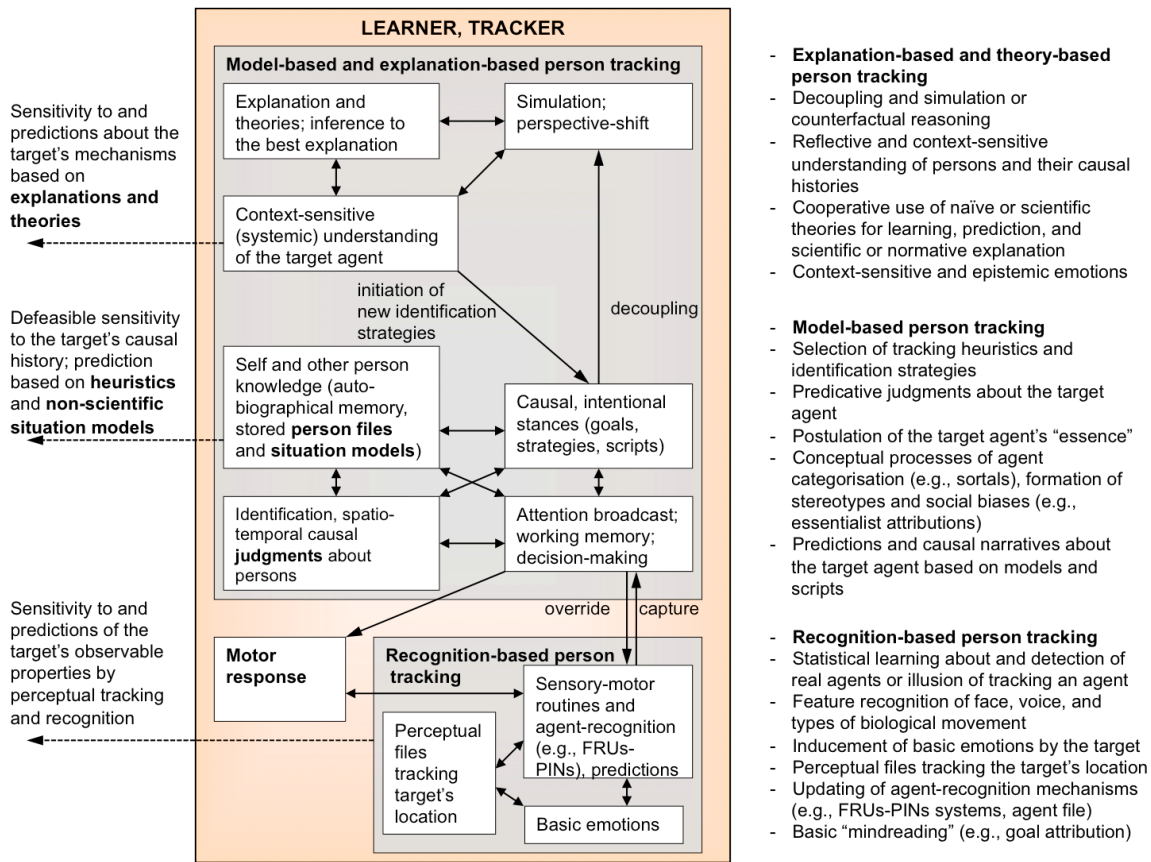 LEARNER, TRACKER
Model-based and explanation-based person tracking
Explanation and
theories; inference to
the best explanation
Simulation;
perspective-shift
Context-sensitive
(systemic) understanding
of the target agent
initiation of
new identification
strategies
decoupling
Self and other person
knowledge (auto-
biographical memory,
stored person files
and situation models)
Causal, intentional
stances (goals,
strategies, scripts)
Identification, spatio-
temporal causal
judgments about
persons
Attention broadcast;
working memory;
decision-making
override
capture
Motor
response
Recognition-based person
tracking
Sensory-motor
routines and
agent-recognition
(e.g., FRUs-
PINs), predictions
Perceptual
files
tracking
target's
location
Basic emotions
Sensitivity to and
predictions about the
target's mechanisms
based on
explanations and
theories
Defeasible sensitivity
to the target's causal
history; prediction
based on heuristics
and non-scientific
situation models
Sensitivity to and
predictions of the
target's observable
properties by
perceptual tracking
and recognition
- Explanation-based and theory-based
person tracking
- Decoupling and simulation or
counterfactual reasoning
- Reflective and context-sensitive
understanding of persons and their causal
histories
- Cooperative use of naïve or scientific
theories for learning, prediction, and
scientific or normative explanation
- Context-sensitive and epistemic emotions
- Model-based person tracking
- Selection of tracking heuristics and
identification strategies
- Predicative judgments about the target
agent
- Postulation of the target agent's “essence”
- Conceptual processes of agent
categorisation (e.g., sortals), formation of
stereotypes and social biases (e.g.,
essentialist attributions)
- Predictions and causal narratives about
the target agent based on models and
scripts
- Recognition-based person tracking
- Statistical learning about and detection of
real agents or illusion of tracking an agent
- Feature recognition of face, voice, and
types of biological movement
- Inducement of basic emotions by the target
- Perceptual files tracking the target's location
- Updating of agent-recognition mechanisms
(e.g., FRUs-PINs systems, agent file)
- Basic “mindreading” (e.g., goal attribution)